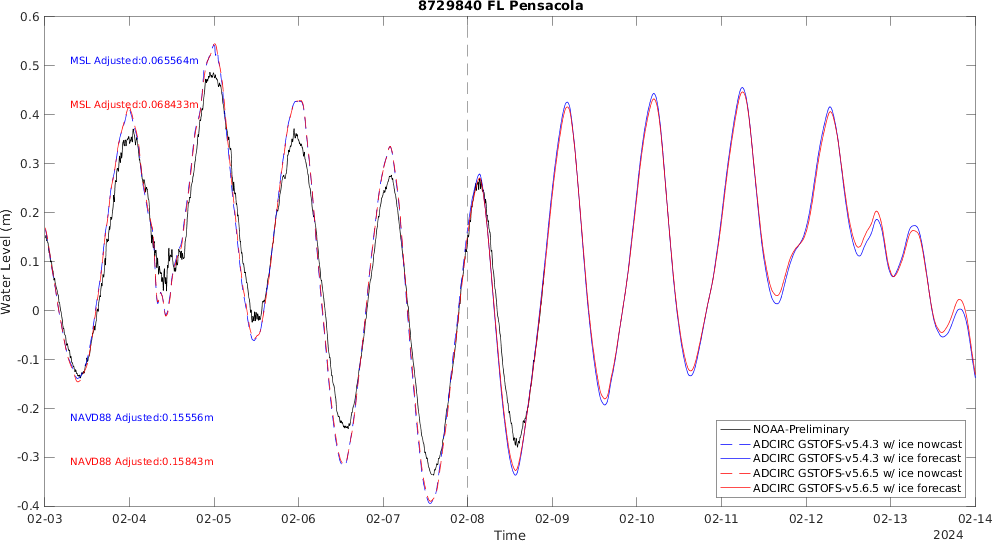 8729840 FL Pensacola
0.6
0.5
0.4
0.3
0.2
0.1
0
-0.1
-0.2
-0.3
-0.4
Water Level (m)
MSL Adjusted:0.065564m
MSL Adjusted:0.068433m
NAVD88 Adjusted:0.15556m
NAVD88 Adjusted:0.15843m
NOAA-Preliminary
ADCIRC GSTOFS-v5.4.3 w/ ice nowcast
ADCIRC GSTOFS-v5.4.3 w/ ice forecast
ADCIRC GSTOFS-v5.6.5 w/ ice nowcast
ADCIRC GSTOFS-v5.6.5 w/ ice forecast
02-03 02-04 02-05 02-06 02-07 02-08 02-09 02-10 02-11 02-12 02-13 02-14
Time
2024